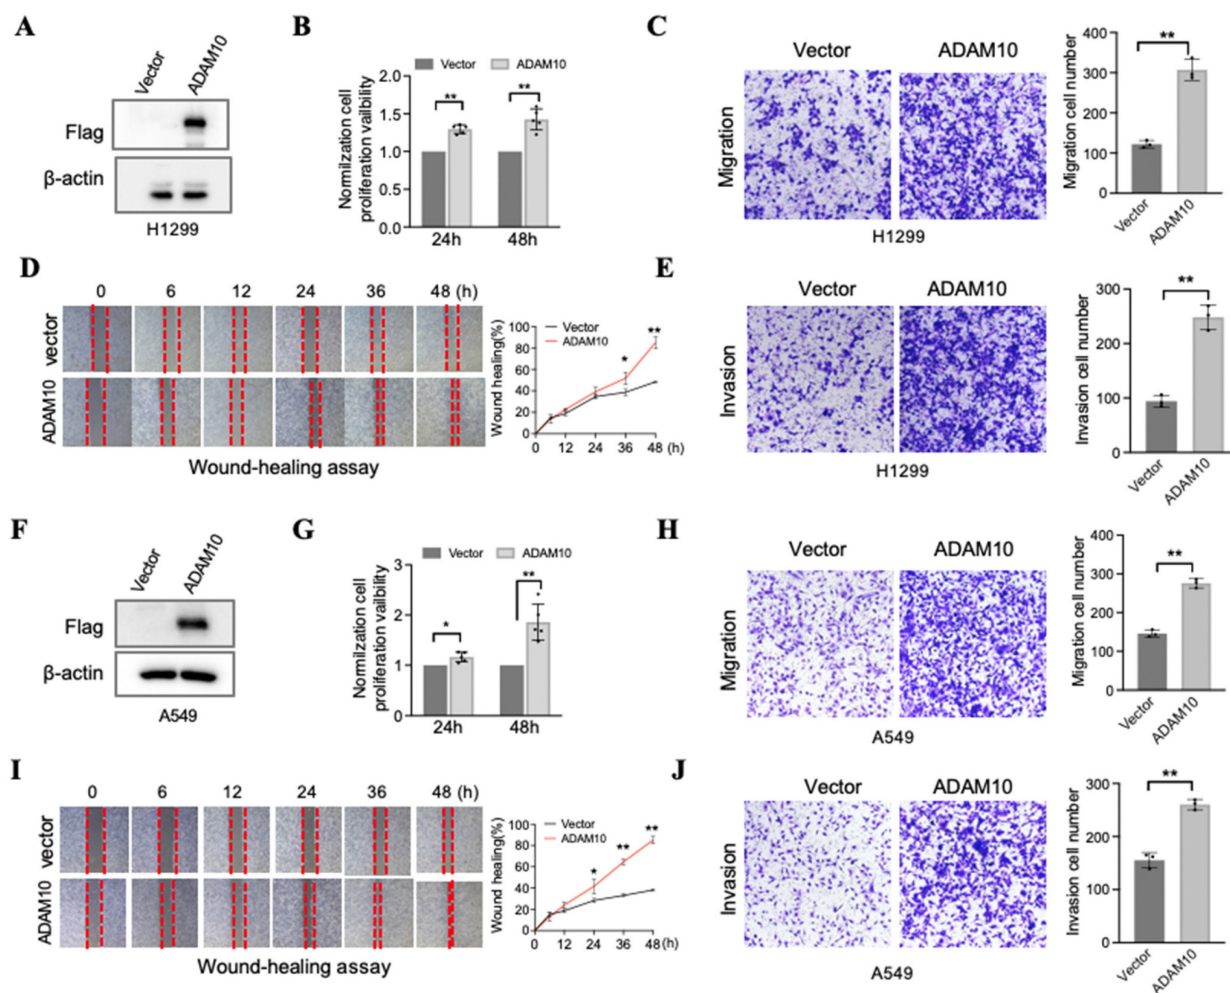 A
Vector
ADAM10
Flag
β-actin
H1299
B
Vector
ADAM10
Normilzation cell
proliferation vaibility
2.0
1.5
1.0
0.5
0.0
**
**
24h
48h
C
Vector
ADAM10
Migration
H1299
Migration cell number
400
300
200
100
0
**
Vector
ADAM10
D
0
6
12
24
36
48 (h)
vector
ADAM10
Wound-healing assay
Wound healing(%)
100
80
60
40
20
0
Vector
ADAM10
*
**
0
12
24
36
48
(h)
E
Vector
ADAM10
Invasion
H1299
Invasion cell number
300
200
100
0
**
Vector
ADAM10
F
Vector
ADAM10
Flag
β-actin
A549
G
Vector
ADAM10
Normilzation cell
proliferation vailbility
3
2
1
0
*
**
24h
48h
H
Vector
ADAM10
Migration
A549
Migration cell number
400
300
200
100
0
**
Vector
ADAM10
I
0
6
12
24
36
48 (h)
vector
ADAM10
Wound-healing assay
Wound healing(%)
100
80
60
40
20
0
Vector
ADAM10
*
**
**
0
12
24
36
48
(h)
J
Vector
ADAM10
Invasion
A549
Invasion cell number
300
200
100
0
**
Vector
ADAM10